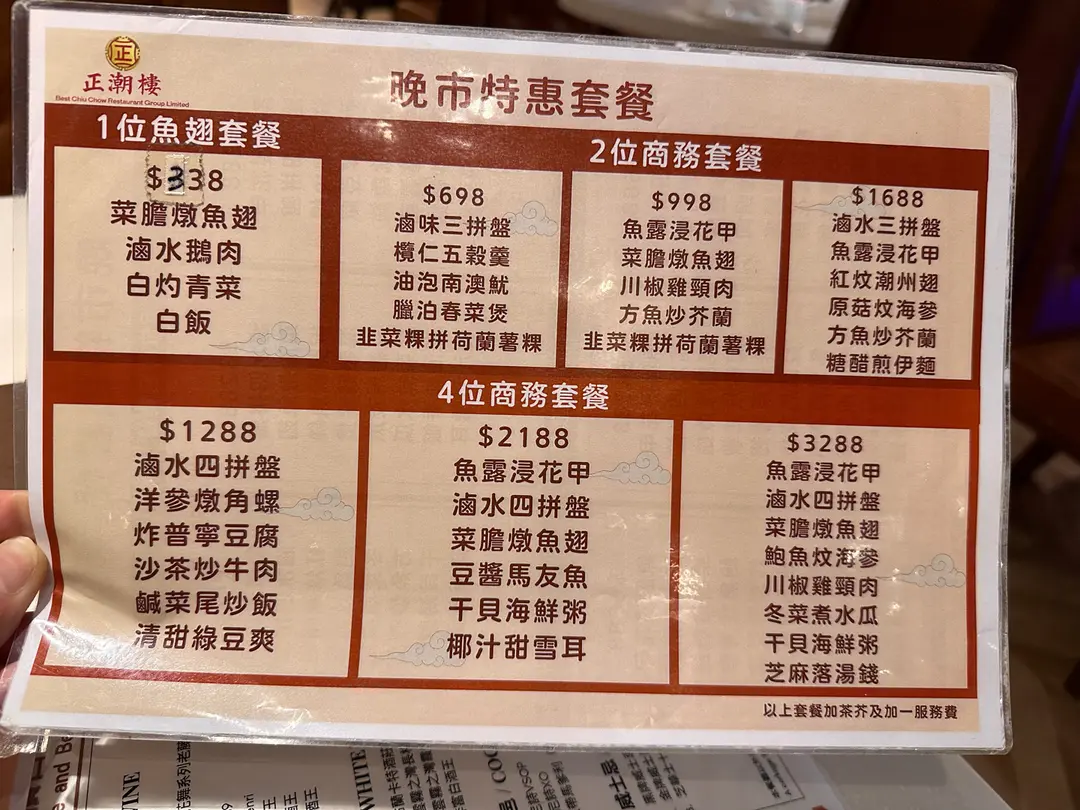 正
正潮樓
Best Chiu Chow Restaurant Group Limited
晚市特惠套餐
1位魚翅套餐
$338
菜膽燉魚翅
滷水鵝肉
白灼青菜
白飯
2位商務套餐
$698
滷味三拼盤
欖仁五穀羹
油泡南澳魷
臘泊春菜煲
韭菜粿拼荷蘭薯粿
$998
魚露浸花甲
菜膽燉魚翅
川椒雞頸肉
方魚炒芥蘭
韭菜粿拼荷蘭薯粿
$1688
滷水三拼盤
魚露浸花甲
紅炆潮州翅
原菇炆海參
方魚炒芥蘭
糖醋煎伊麵
4位商務套餐
$1288
滷水四拼盤
洋參燉角螺
炸普寧豆腐
沙茶炒牛肉
鹹菜尾炒飯
清甜綠豆爽
$2188
魚露浸花甲
滷水四拼盤
菜膽燉魚翅
豆醬馬友魚
干貝海鮮粥
椰汁甜雪耳
$3288
魚露浸花甲
滷水四拼盤
菜膽燉魚翅
鮑魚炆海參
川椒雞頸肉
冬菜煮水瓜
干貝海鮮粥
芝麻落湯錢
以上套餐加茶芥及加一服務費
WINE
WHITE
威士忌